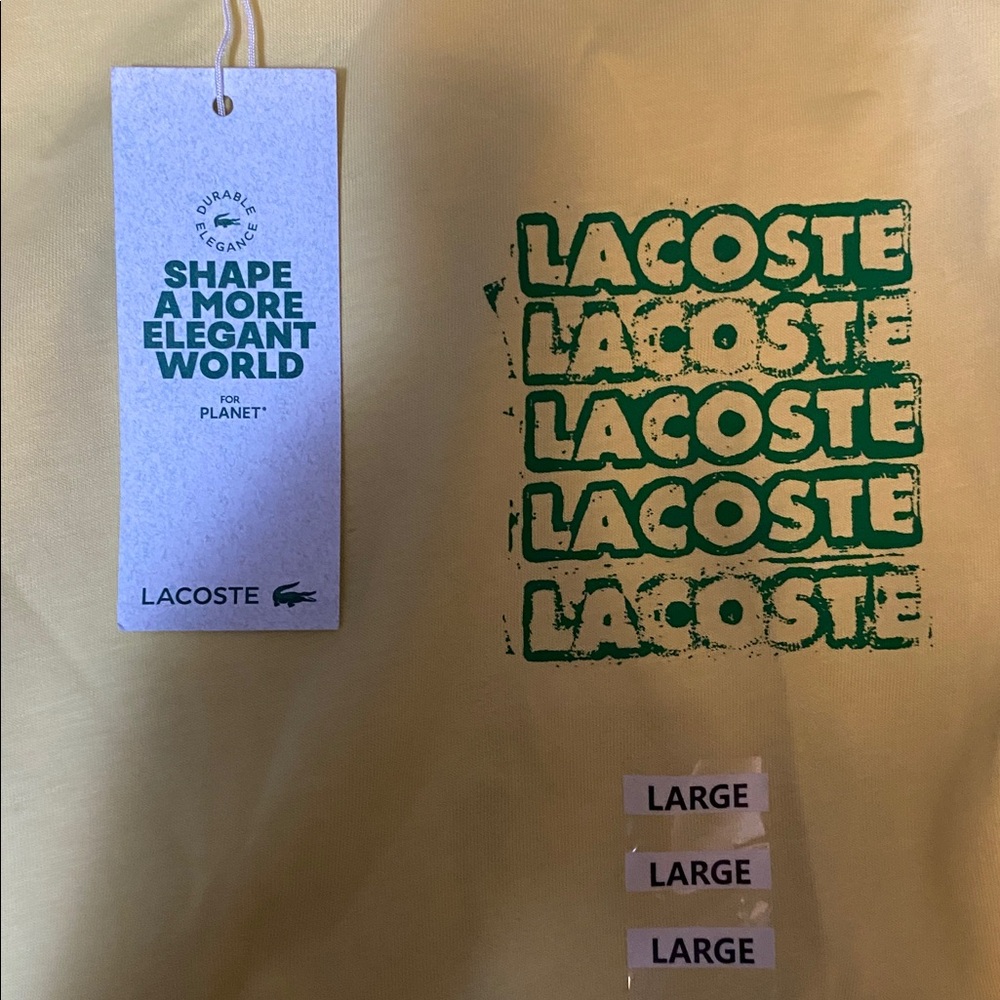 DURABLE
ELEGANCE
SHAPE
A MORE
ELEGANT
WORLD
FOR
PLANET*
LACOSTE
LACOSTE
LACOSTE
LACOSTE
LACOSTE
LACOSTE
LARGE
LARGE
LARGE